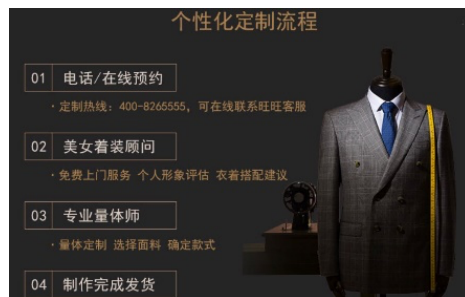 个性化定制流程
01 电话/在线预约
·定制热线：400-8265555，可在线联系旺旺客服
02 美女着装顾问
·免费上门服务 个人形象评估 衣着搭配建议
03 专业量体师
·量体定制 选择面料 确定款式
04 制作完成发货